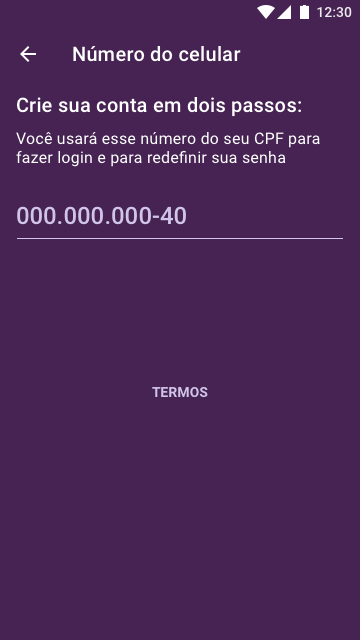 12:30
Número do celular
Crie sua conta em dois passos:
Você usará esse número do seu CPF para
fazer login e para redefinir sua senha
000.000.000-40
TERMOS